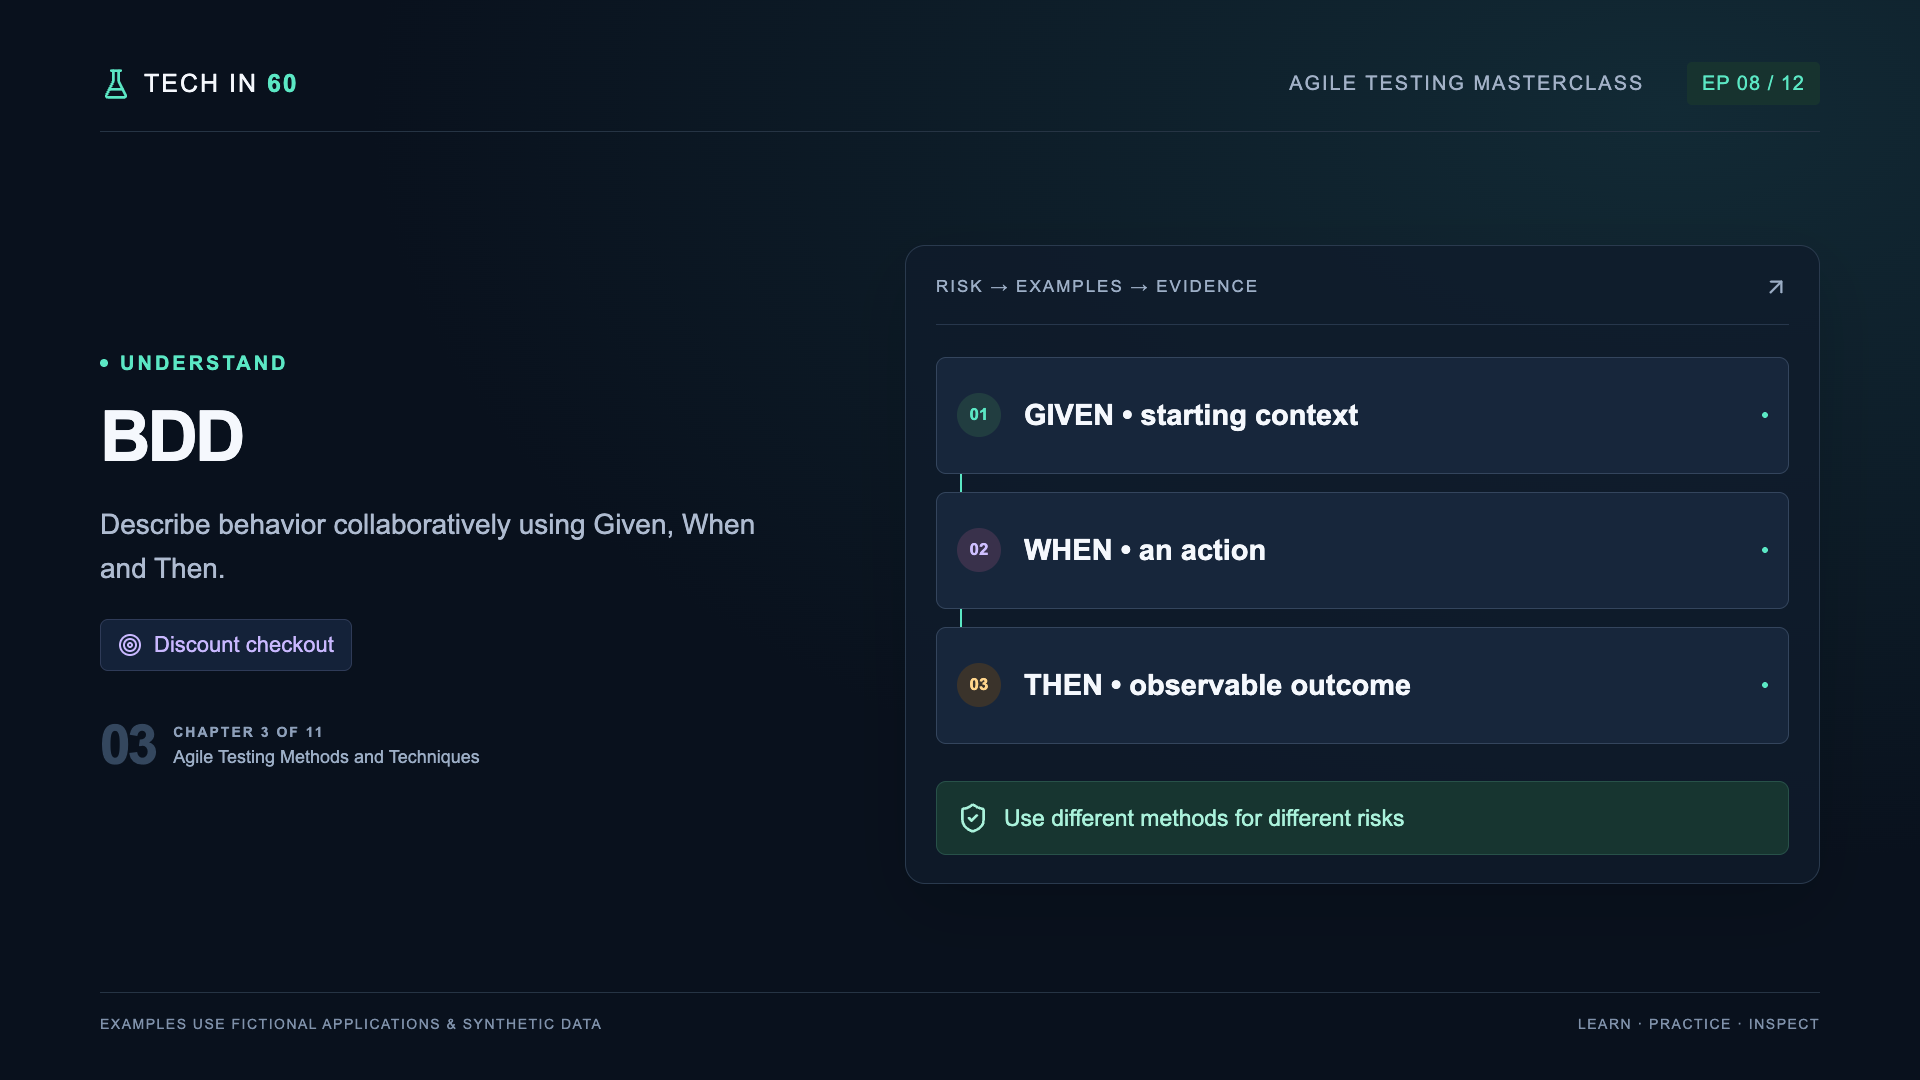 TECH IN 60
AGILE TESTING MASTERCLASS
EP 08 / 12
UNDERSTAND
BDD
Describe behavior collaboratively using Given, When
and Then.
Discount checkout
03
CHAPTER 3 OF 11
Agile Testing Methods and Techniques
RISK → EXAMPLES → EVIDENCE
01
GIVEN • starting context
02
WHEN • an action
03
THEN • observable outcome
Use different methods for different risks
EXAMPLES USE FICTIONAL APPLICATIONS & SYNTHETIC DATA
LEARN · PRACTICE · INSPECT